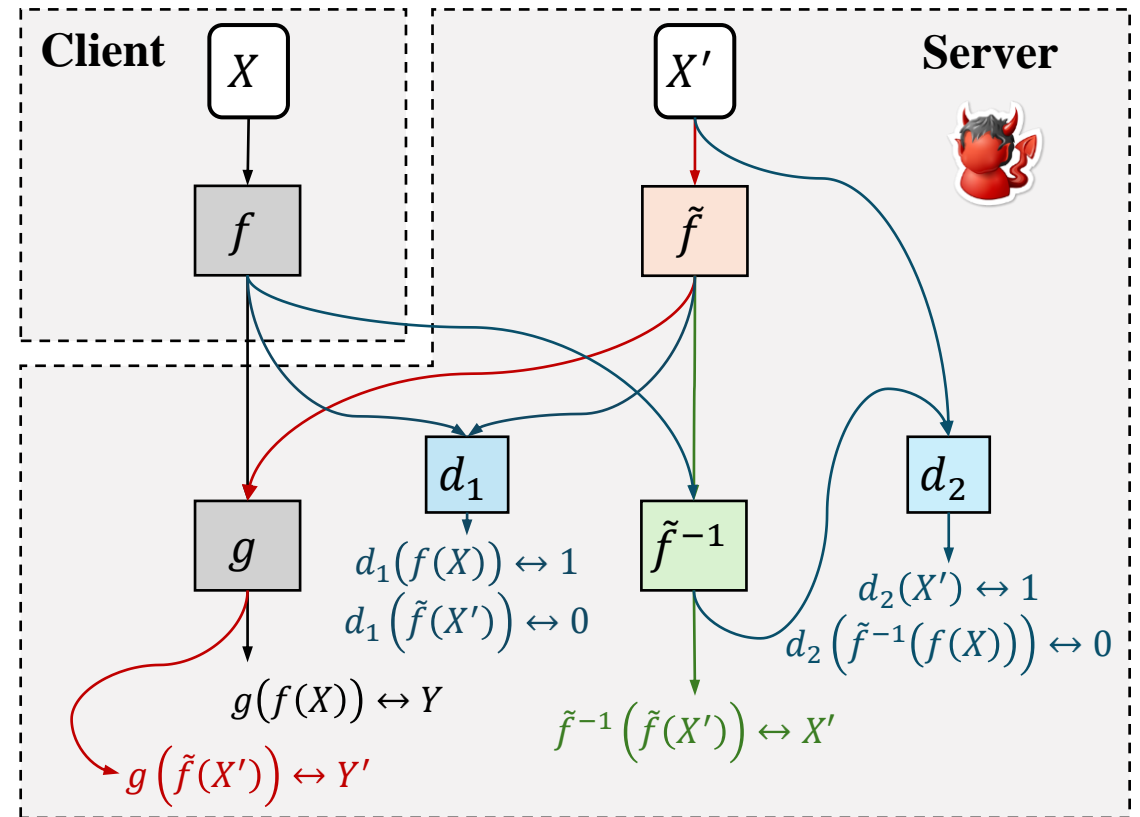 Client
Server
X
X′
f
f̃
d₁
d₂
g
f̃⁻¹
d₁(f(X)) ↔ 1
d₁(f̃(X′)) ↔ 0
d₂(X′) ↔ 1
d₂(f̃⁻¹(f(X))) ↔ 0
g(f(X)) ↔ Y
f̃⁻¹(f̃(X′)) ↔ X′
g(f̃(X′)) ↔ Y′